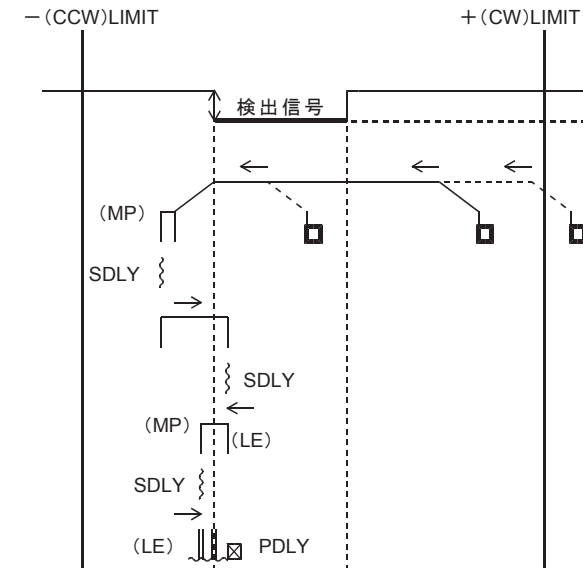 －(CCW)LIMIT
＋(CW)LIMIT
検出信号
(MP)
SDLY
SDLY
(MP)
(LE)
SDLY
(LE)
PDLY